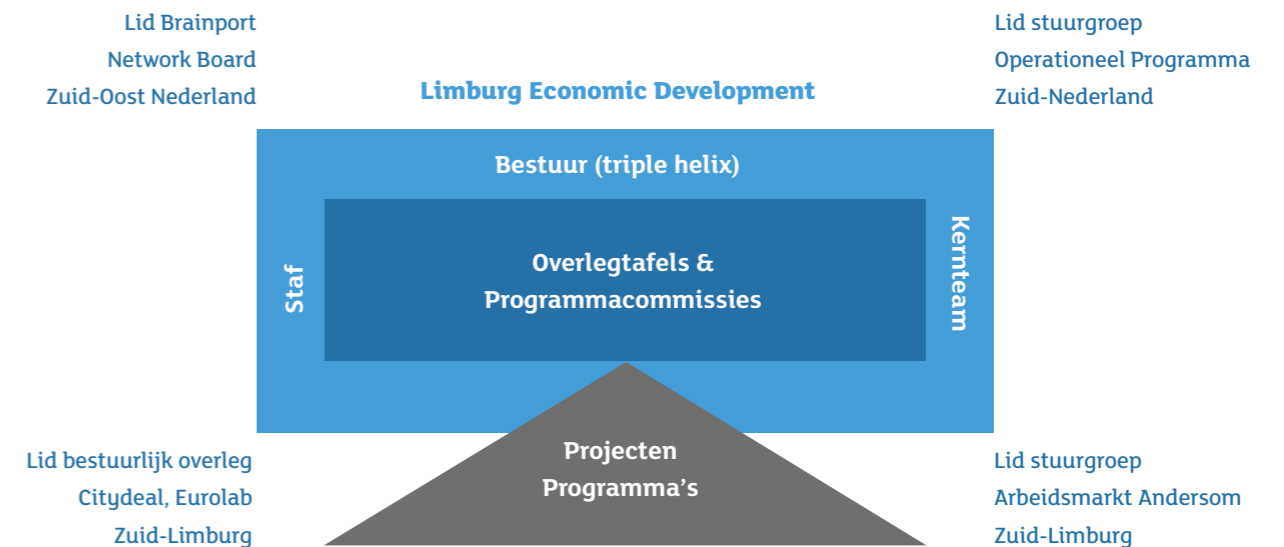 Lid Brainport
Network Board
Zuid-Oost Nederland
Lid stuurgroep
Operationeel Programma
Zuid-Nederland
Limburg Economic Development
Bestuur (triple helix)
Staf
Overlegtafels &
Programmacommissies
Kernteam
Projecten
Programma's
Lid bestuurlijk overleg
Citydeal, Eurolab
Zuid-Limburg
Lid stuurgroep
Arbeidsmarkt Andersom
Zuid-Limburg